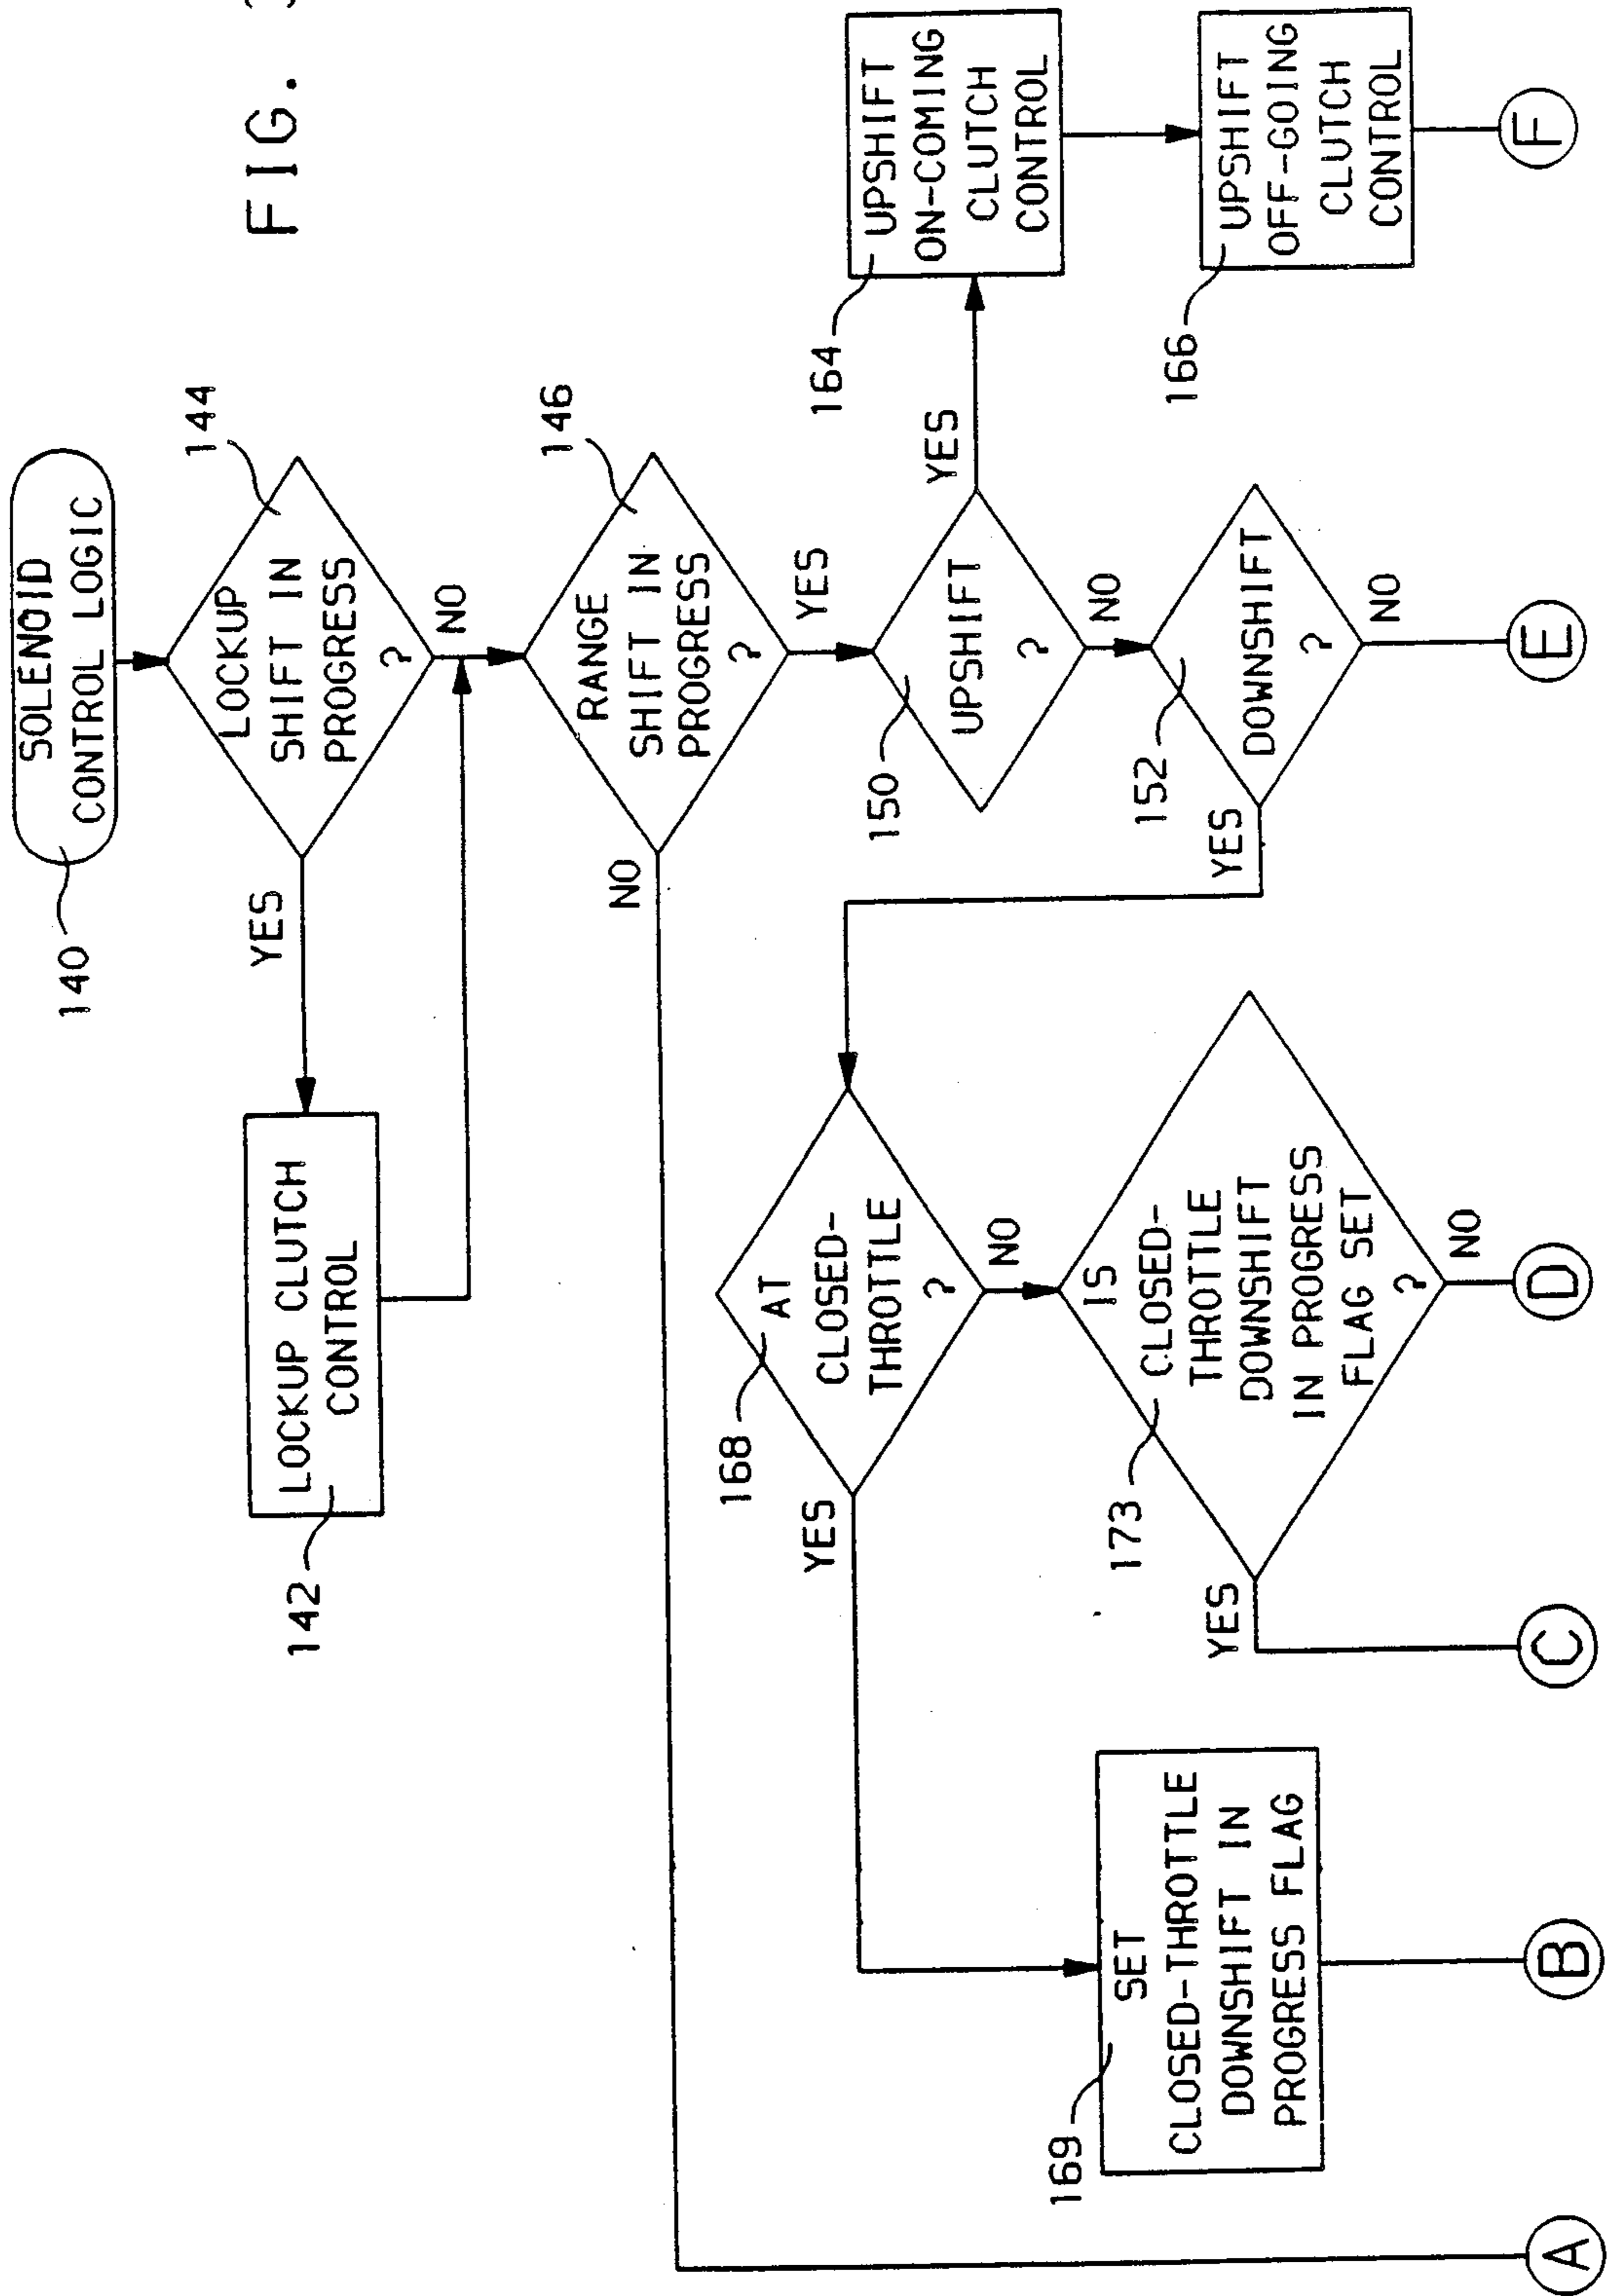 FIG.
SOLENOID
CONTROL LOGIC
140
LOCKUP
SHIFT IN
PROGRESS
?
144
YES
NO
LOCKUP CLUTCH
CONTROL
142
RANGE
SHIFT IN
PROGRESS
?
146
NO
YES
UPSHIFT
?
150
YES
NO
UPSHIFT
ON-COMING
CLUTCH
CONTROL
164
UPSHIFT
OFF-GOING
CLUTCH
CONTROL
166
DOWNSHIFT
?
152
YES
NO
AT
CLOSED-
THROTTLE
?
168
YES
NO
IS
CLOSED-
THROTTLE
DOWNSHIFT
IN PROGRESS
FLAG SET
?
173
YES
NO
SET
CLOSED-THROTTLE
DOWNSHIFT IN
PROGRESS FLAG
169
A
B
C
D
E
F